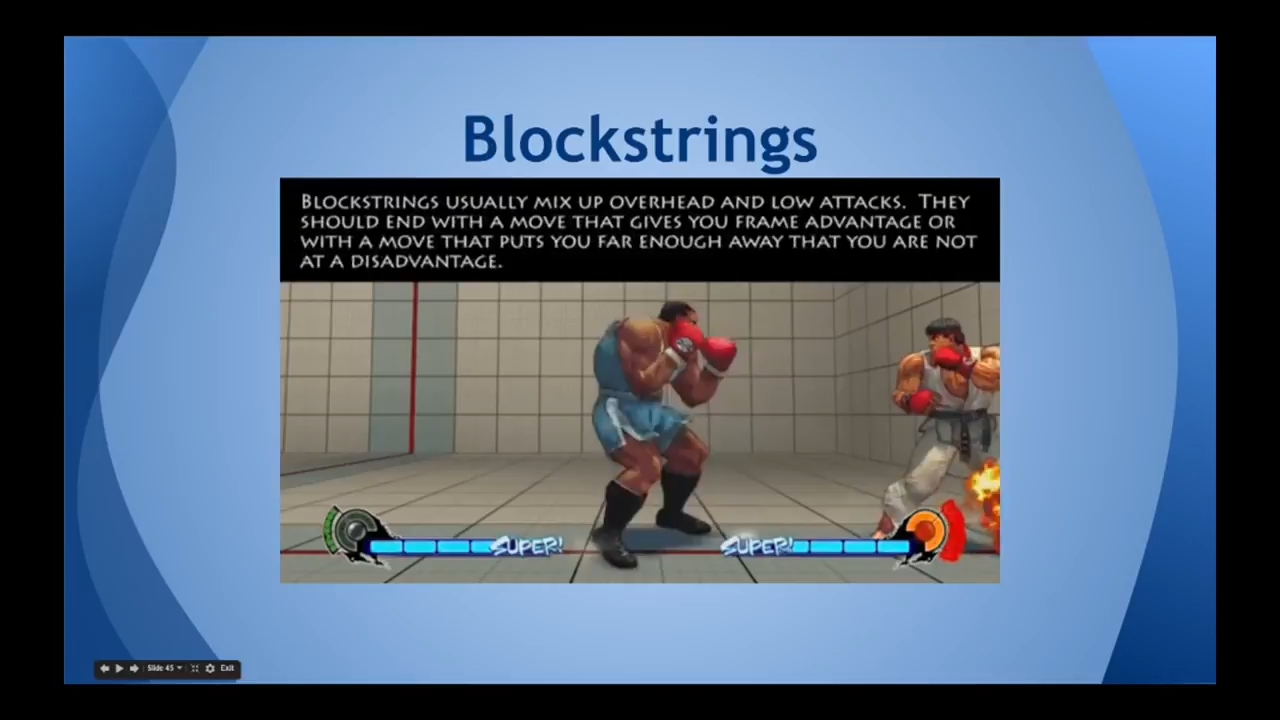 Blockstrings
Blockstrings usually mix up overhead and low attacks. They
should end with a move that gives you frame advantage or
with a move that puts you far enough away that you are not
at a disadvantage.
SUPER! SUPER!
Slide 45 Exit